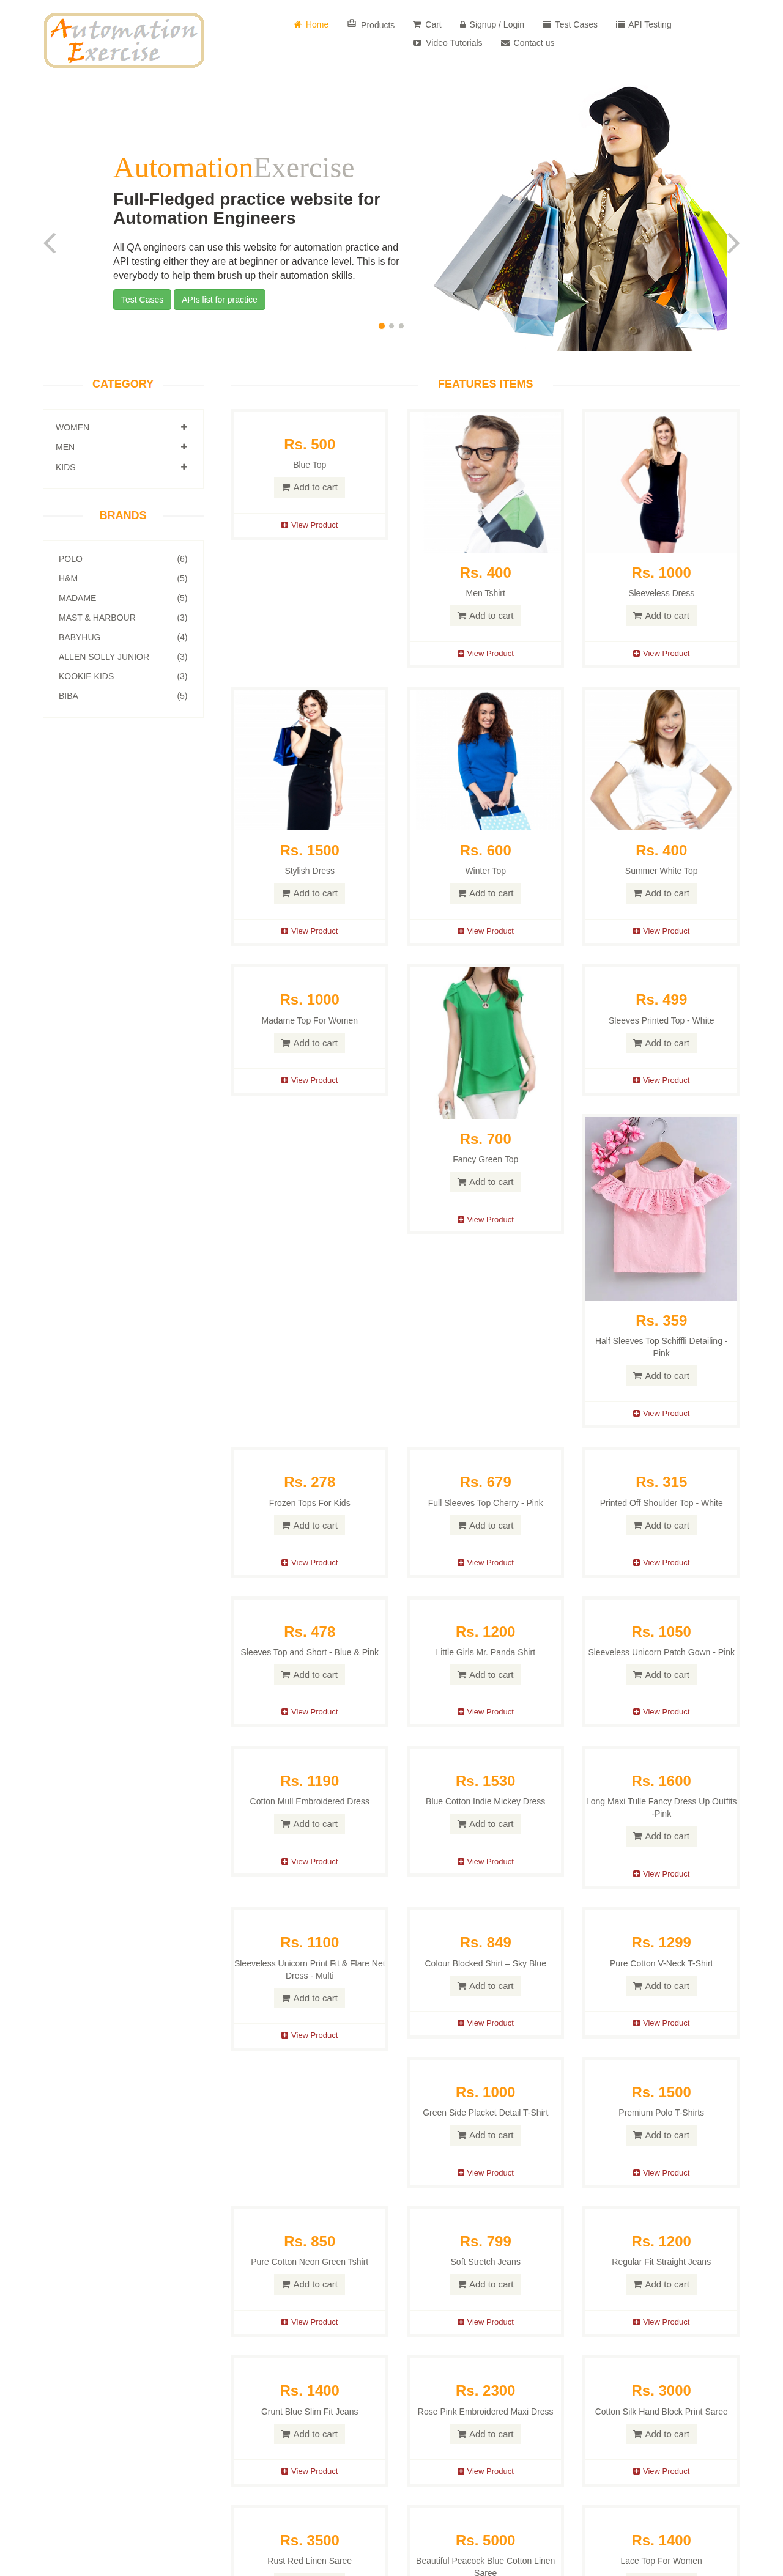 Automation
Exercise
Home
Products
Cart
Signup / Login
Test Cases
API Testing
Video Tutorials
Contact us
AutomationExercise
Full-Fledged practice website for
Automation Engineers
All QA engineers can use this website for automation practice and
API testing either they are at beginner or advance level. This is for
everybody to help them brush up their automation skills.
Test Cases
APIs list for practice
CATEGORY
WOMEN
MEN
KIDS
BRANDS
POLO (6)
H&M (5)
MADAME (5)
MAST & HARBOUR (3)
BABYHUG (4)
ALLEN SOLLY JUNIOR (3)
KOOKIE KIDS (3)
BIBA (5)
FEATURES ITEMS
Rs. 500
Blue Top
Add to cart
View Product
Rs. 400
Men Tshirt
Add to cart
View Product
Rs. 1000
Sleeveless Dress
Add to cart
View Product
Rs. 1500
Stylish Dress
Add to cart
View Product
Rs. 600
Winter Top
Add to cart
View Product
Rs. 400
Summer White Top
Add to cart
View Product
Rs. 1000
Madame Top For Women
Add to cart
View Product
Rs. 700
Fancy Green Top
Add to cart
View Product
Rs. 499
Sleeves Printed Top - White
Add to cart
View Product
Rs. 359
Half Sleeves Top Schiffli Detailing -
Pink
Add to cart
View Product
Rs. 278
Frozen Tops For Kids
Add to cart
View Product
Rs. 679
Full Sleeves Top Cherry - Pink
Add to cart
View Product
Rs. 315
Printed Off Shoulder Top - White
Add to cart
View Product
Rs. 478
Sleeves Top and Short - Blue & Pink
Add to cart
View Product
Rs. 1200
Little Girls Mr. Panda Shirt
Add to cart
View Product
Rs. 1050
Sleeveless Unicorn Patch Gown - Pink
Add to cart
View Product
Rs. 1190
Cotton Mull Embroidered Dress
Add to cart
View Product
Rs. 1530
Blue Cotton Indie Mickey Dress
Add to cart
View Product
Rs. 1600
Long Maxi Tulle Fancy Dress Up Outfits
-Pink
Add to cart
View Product
Rs. 1100
Sleeveless Unicorn Print Fit & Flare Net
Dress - Multi
Add to cart
View Product
Rs. 849
Colour Blocked Shirt – Sky Blue
Add to cart
View Product
Rs. 1299
Pure Cotton V-Neck T-Shirt
Add to cart
View Product
Rs. 1000
Green Side Placket Detail T-Shirt
Add to cart
View Product
Rs. 1500
Premium Polo T-Shirts
Add to cart
View Product
Rs. 850
Pure Cotton Neon Green Tshirt
Add to cart
View Product
Rs. 799
Soft Stretch Jeans
Add to cart
View Product
Rs. 1200
Regular Fit Straight Jeans
Add to cart
View Product
Rs. 1400
Grunt Blue Slim Fit Jeans
Add to cart
View Product
Rs. 2300
Rose Pink Embroidered Maxi Dress
Add to cart
View Product
Rs. 3000
Cotton Silk Hand Block Print Saree
Add to cart
View Product
Rs. 3500
Rust Red Linen Saree
Rs. 5000
Beautiful Peacock Blue Cotton Linen
Saree
Rs. 1400
Lace Top For Women